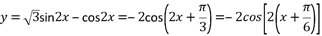 y = √3sin2x − cos2x = − 2cos(2x + π/3) = − 2cos[2(x + π/6)]